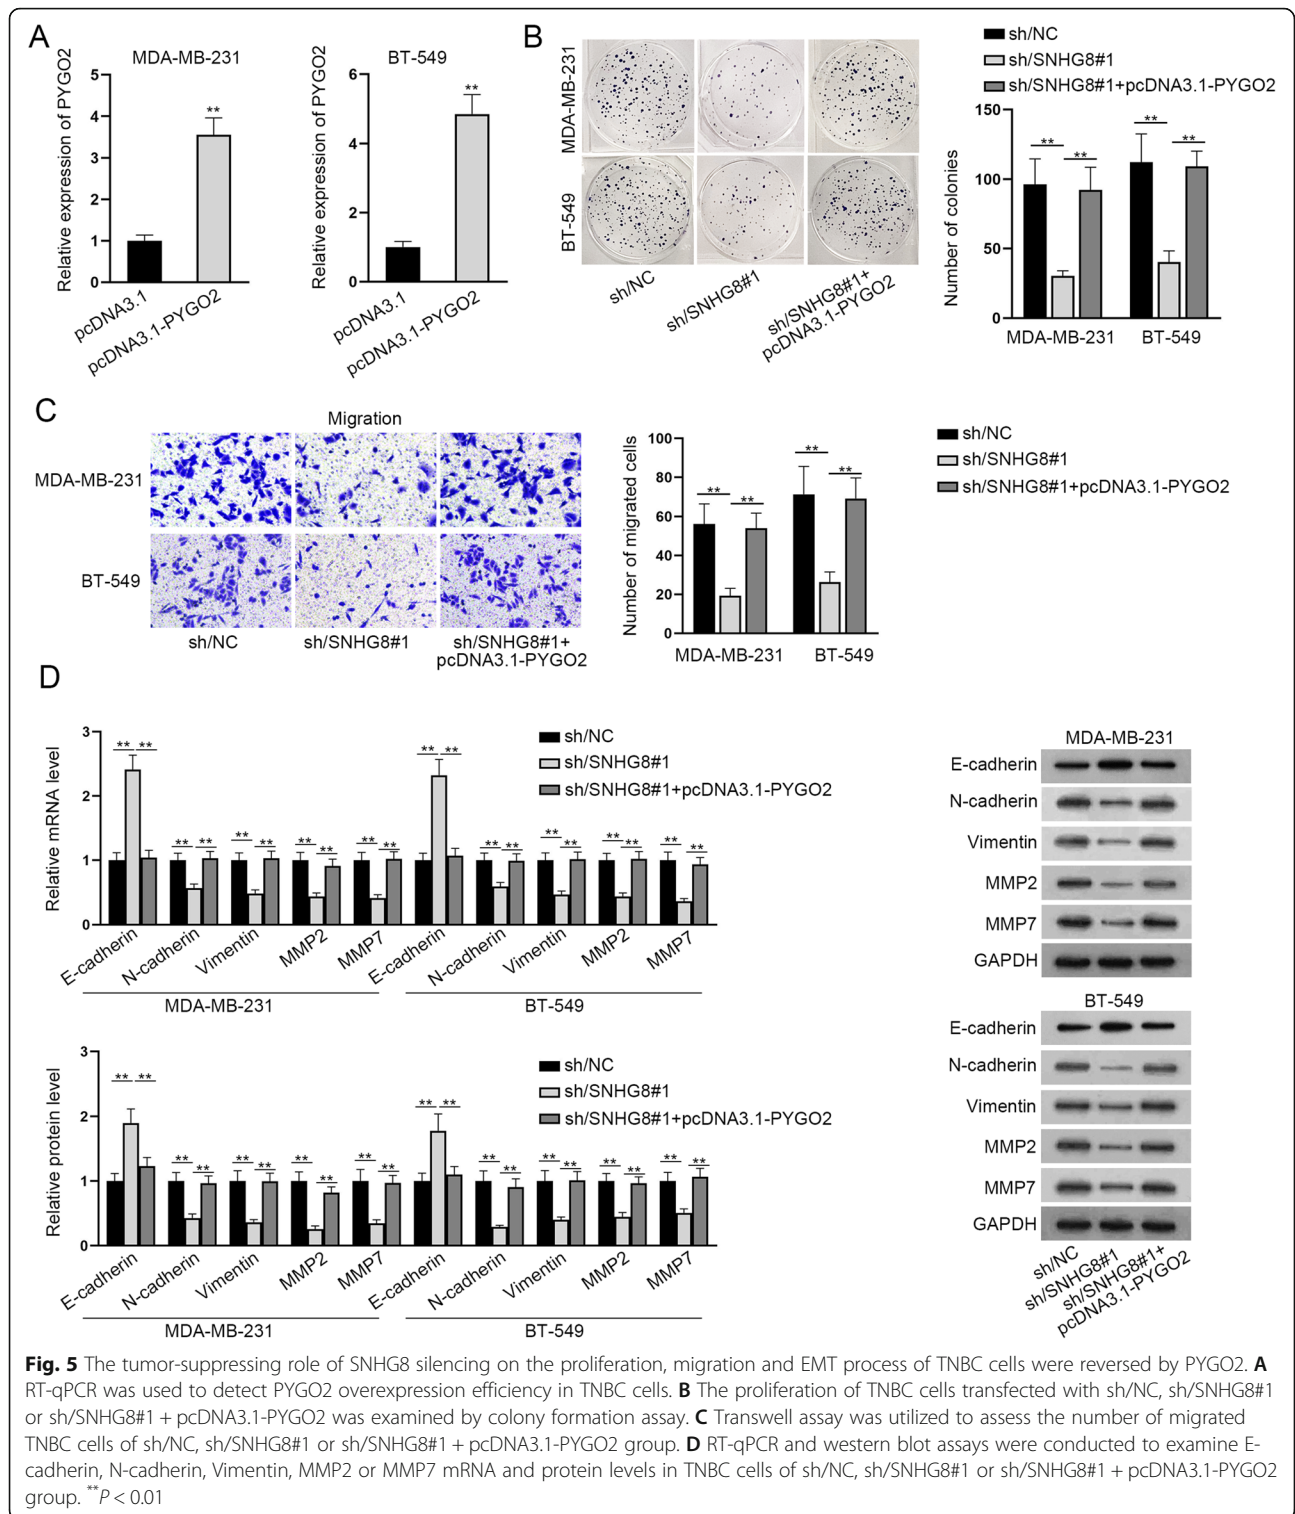 A
MDA-MB-231
Relative expression of PYGO2
5
4
3
2
1
0
**
pcDNA3.1
pcDNA3.1-PYGO2
BT-549
Relative expression of PYGO2
6
4
2
0
**
pcDNA3.1
pcDNA3.1-PYGO2
B
MDA-MB-231
BT-549
sh/NC
sh/SNHG8#1
sh/SNHG8#1+
pcDNA3.1-PYGO2
sh/NC
sh/SNHG8#1
sh/SNHG8#1+pcDNA3.1-PYGO2
Number of colonies
150
100
50
0
** ** ** **
MDA-MB-231 BT-549
C
Migration
MDA-MB-231
BT-549
sh/NC sh/SNHG8#1 sh/SNHG8#1+
pcDNA3.1-PYGO2
Number of migrated cells
100
80
60
40
20
0
** ** ** **
MDA-MB-231 BT-549
sh/NC
sh/SNHG8#1
sh/SNHG8#1+pcDNA3.1-PYGO2
D
Relative mRNA level
3
2
1
0
** ** ** ** ** ** ** ** ** ** ** ** ** ** ** ** ** ** ** **
sh/NC
sh/SNHG8#1
sh/SNHG8#1+pcDNA3.1-PYGO2
E-cadherin N-cadherin Vimentin MMP2 MMP7 E-cadherin N-cadherin Vimentin MMP2 MMP7
MDA-MB-231 BT-549
Relative protein level
3
2
1
0
** ** ** ** ** ** ** ** ** ** ** ** ** ** ** ** ** ** ** **
sh/NC
sh/SNHG8#1
sh/SNHG8#1+pcDNA3.1-PYGO2
E-cadherin N-cadherin Vimentin MMP2 MMP7 E-cadherin N-cadherin Vimentin MMP2 MMP7
MDA-MB-231 BT-549
MDA-MB-231
E-cadherin
N-cadherin
Vimentin
MMP2
MMP7
GAPDH
BT-549
E-cadherin
N-cadherin
Vimentin
MMP2
MMP7
GAPDH
sh/NC
sh/SNHG8#1
sh/SNHG8#1+
pcDNA3.1-PYGO2
Fig. 5 The tumor-suppressing role of SNHG8 silencing on the proliferation, migration and EMT process of TNBC cells were reversed by PYGO2. A
RT-qPCR was used to detect PYGO2 overexpression efficiency in TNBC cells. B The proliferation of TNBC cells transfected with sh/NC, sh/SNHG8#1
or sh/SNHG8#1 + pcDNA3.1-PYGO2 was examined by colony formation assay. C Transwell assay was utilized to assess the number of migrated
TNBC cells of sh/NC, sh/SNHG8#1 or sh/SNHG8#1 + pcDNA3.1-PYGO2 group. D RT-qPCR and western blot assays were conducted to examine E-
cadherin, N-cadherin, Vimentin, MMP2 or MMP7 mRNA and protein levels in TNBC cells of sh/NC, sh/SNHG8#1 or sh/SNHG8#1 + pcDNA3.1-PYGO2
group. **P < 0.01